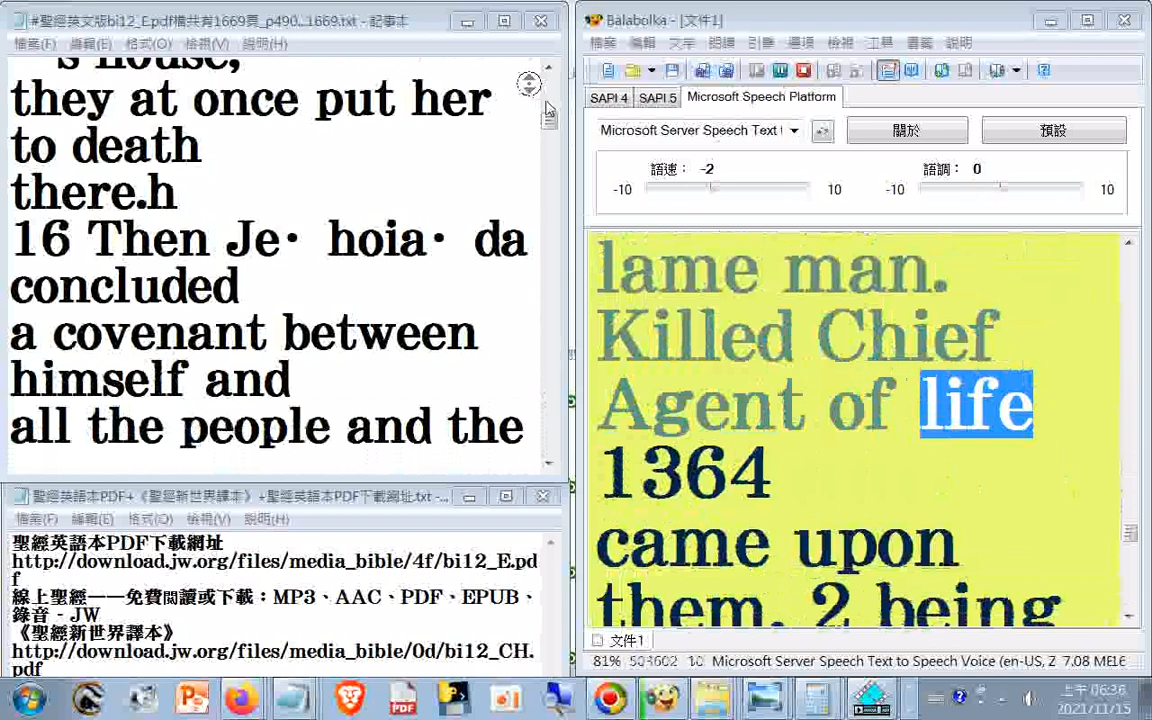 #聖經英文版bi12_E.pdf檔共有1669頁_p490...1669.txt - 記事本
檔案(F) 編輯(E) 格式(O) 檢視(V) 說明(H)
's house,
they at once put her
to death
there.h
16 Then Je· hoia· da
concluded
a covenant between
himself and
all the people and the
聖經英語本PDF+《聖經新世界譯本》+聖經英語本PDF下載網址.txt -...
檔案(F) 編輯(E) 格式(O) 檢視(V) 說明(H)
聖經英語本PDF下載網址
http://download.jw.org/files/media_bible/4f/bi12_E.pd
f
線上聖經──免費閱讀或下載：MP3、AAC、PDF、EPUB、
錄音 - JW
《聖經新世界譯本》
http://download.jw.org/files/media_bible/0d/bi12_CH.
pdf
Balabolka - [文件1]
檔案 編輯 文字 朗讀 引擎 選項 檢視 工具 書籤 說明
SAPI 4 SAPI 5 Microsoft Speech Platform
Microsoft Server Speech Text 關於 預設
語速： -2 語調： 0
-10 10 -10 10
lame man.
Killed Chief
Agent of life
1364
came upon
them, 2 being
文件1
81% 503602 Microsoft Server Speech Text to Speech Voice (en-US, Z 7.08 ME16
PDF
上午 06:36
2021/11/15